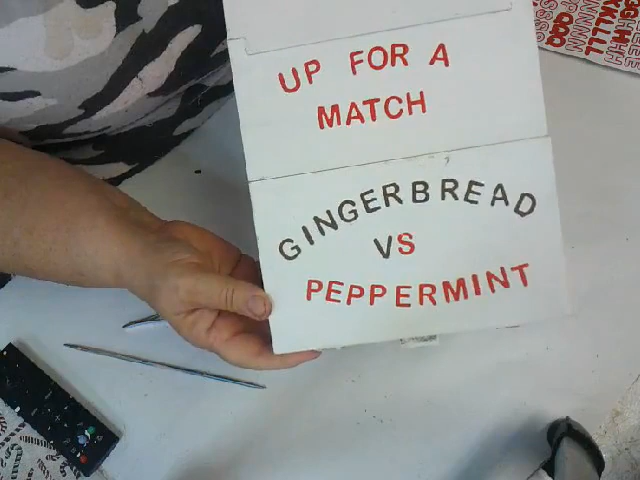 UP FOR A
MATCH
GINGERBREAD
VS
PEPPERMINT